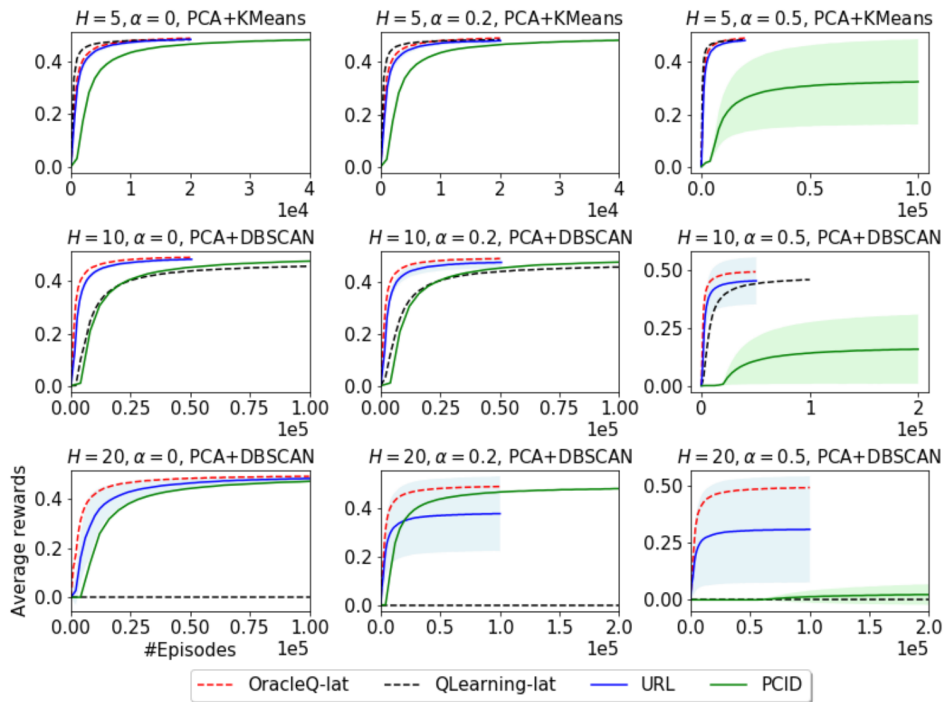 H = 5, α = 0, PCA+KMeans
H = 5, α = 0.2, PCA+KMeans
H = 5, α = 0.5, PCA+KMeans
0.4
0.2
0.0
0 1 2 3 4
1e4
0.4
0.2
0.0
0 1 2 3 4
1e4
0.4
0.2
0.0
0.0 0.5 1.0
1e5
H = 10, α = 0, PCA+DBSCAN
H = 10, α = 0.2, PCA+DBSCAN
H = 10, α = 0.5, PCA+DBSCAN
0.4
0.2
0.0
0.00 0.25 0.50 0.75 1.00
1e5
0.4
0.2
0.0
0.00 0.25 0.50 0.75 1.00
1e5
0.50
0.25
0.00
0 1 2
1e5
H = 20, α = 0, PCA+DBSCAN
H = 20, α = 0.2, PCA+DBSCAN
H = 20, α = 0.5, PCA+DBSCAN
Average rewards
0.4
0.2
0.0
0.00 0.25 0.50 0.75 1.00
#Episodes 1e5
0.4
0.2
0.0
0.0 0.5 1.0 1.5 2.0
1e5
0.50
0.25
0.00
0.0 0.5 1.0 1.5 2.0
1e5
OracleQ-lat QLearning-lat URL PCID